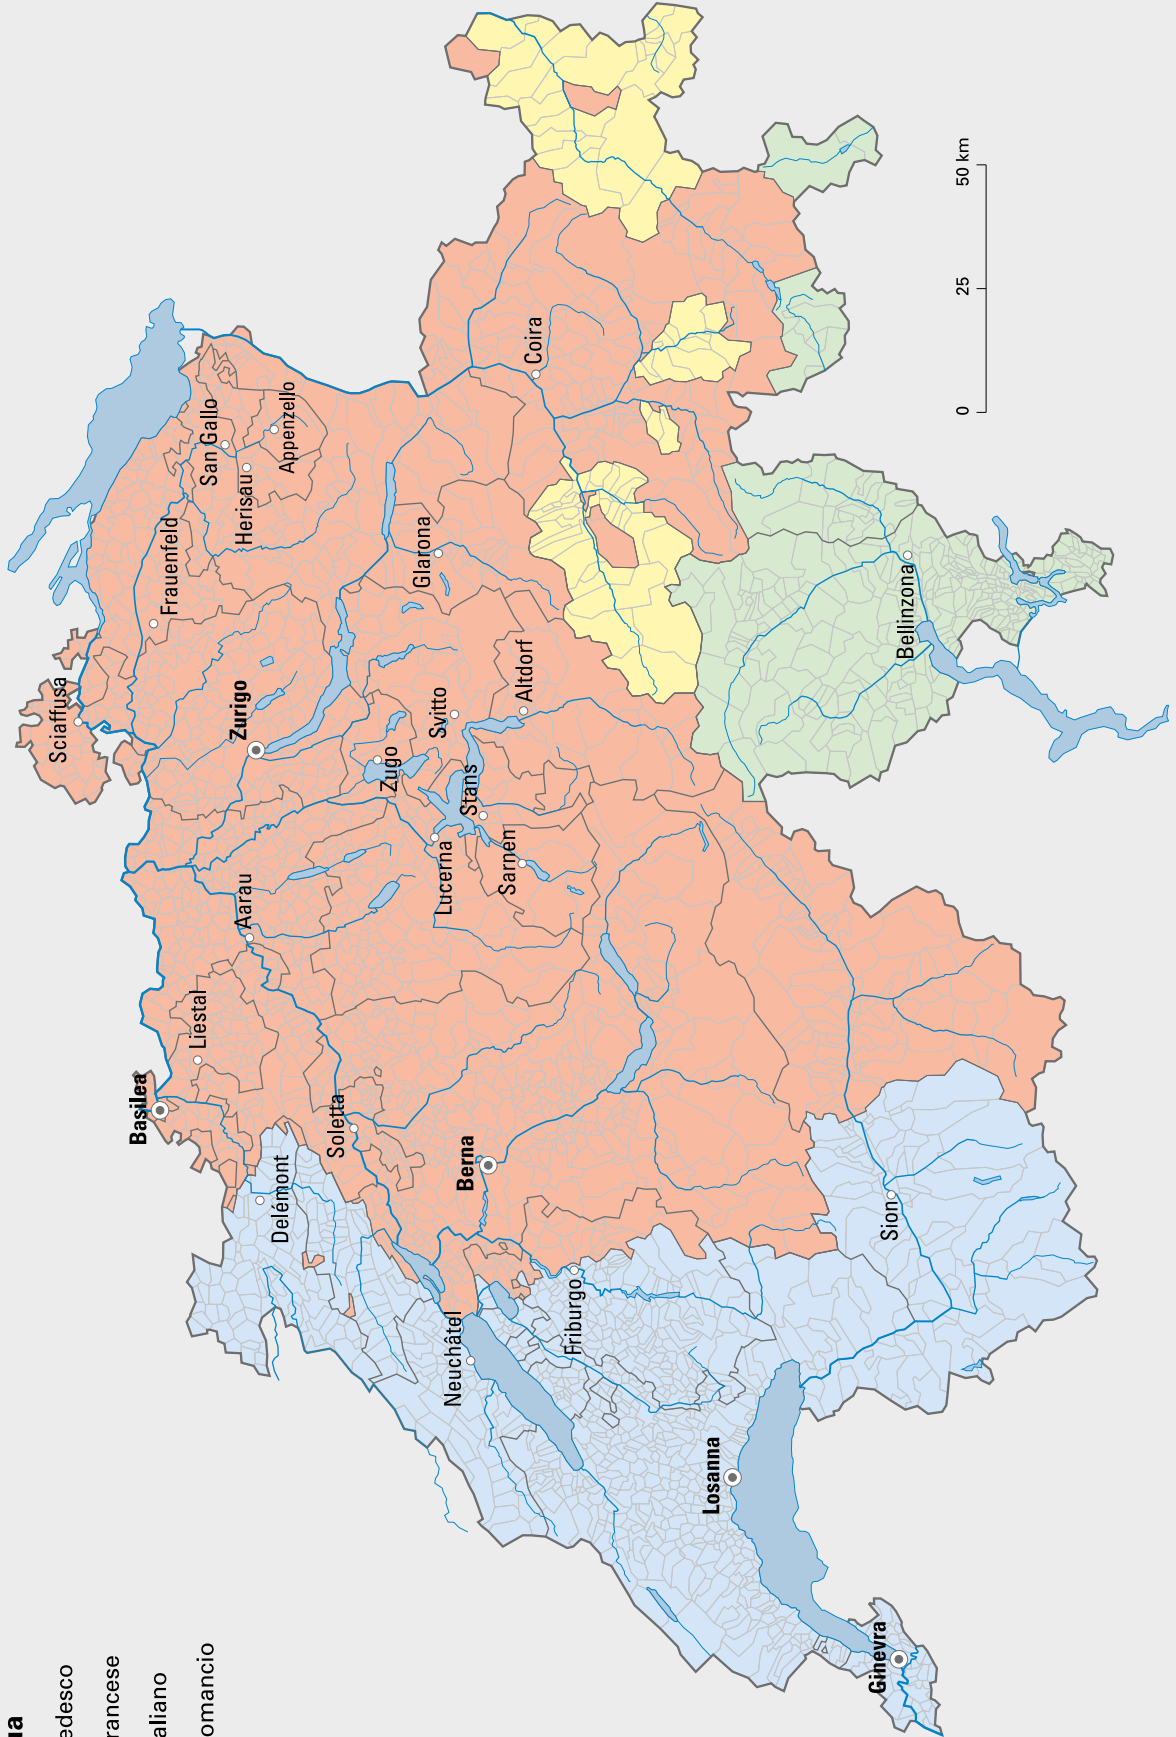 ua
edesco
rancese
aliano
omancio
Sciaffusa
Frauenfeld
San Gallo
Herisau
Appenzello
Basilea
Liestal
Aarau
Zurigo
Delémont
Soletta
Zugo
Svitto
Glarona
Lucerna
Stans
Sarnen
Altdorf
Coira
Neuchâtel
Berna
Friburgo
Losanna
Sion
Bellinzona
Ginevra
0 25 50 km